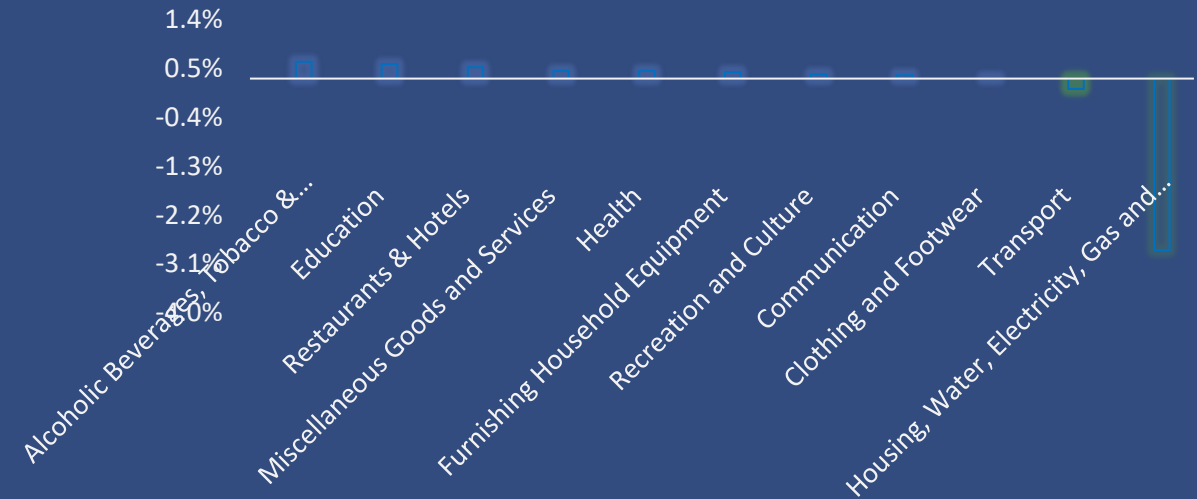 1.4%
0.5%
-0.4%
-1.3%
-2.2%
-3.1%
-4.0%
Alcoholic Beverages, Tobacco &...
Education
Restaurants & Hotels
Miscellaneous Goods and Services
Health
Furnishing Household Equipment
Recreation and Culture
Communication
Clothing and Footwear
Transport
Housing, Water, Electricity, Gas and...